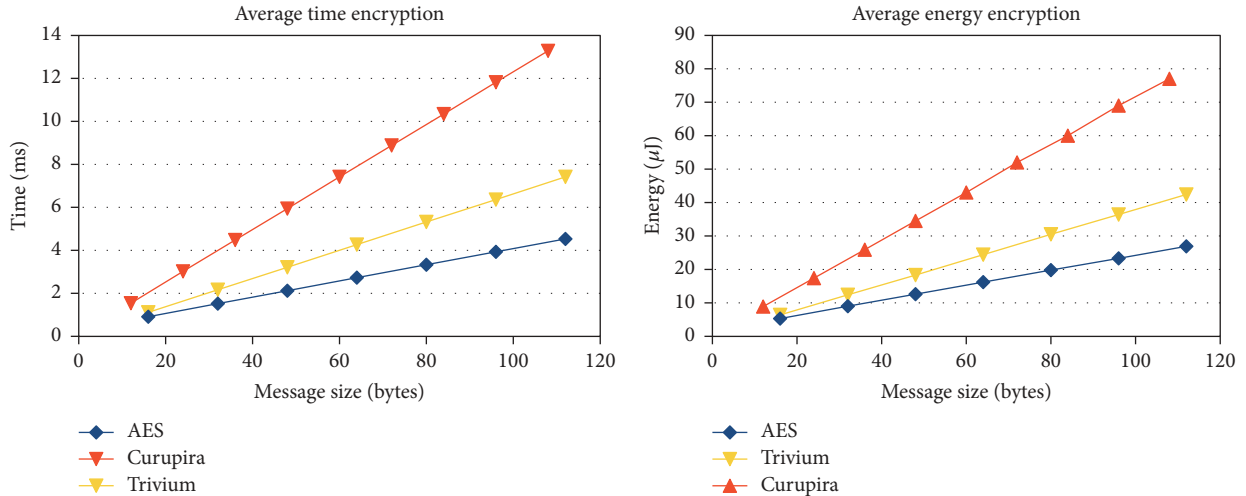 Average time encryption
Time (ms)
14
12
10
8
6
4
2
0
0 20 40 60 80 100 120
Message size (bytes)
AES
Curupira
Trivium
Average energy encryption
Energy (μJ)
90
80
70
60
50
40
30
20
10
0
0 20 40 60 80 100 120
Message size (bytes)
AES
Trivium
Curupira